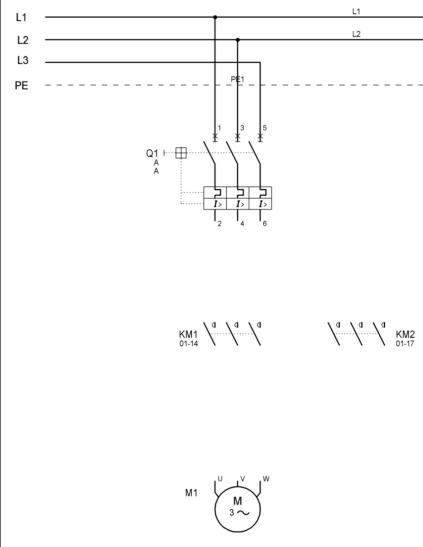 L1 L1
L2 L2
L3
PE PE1
1 3 5
Q1
A
A
I> I> I>
2 4 6
KM1 KM2
01-14 01-17
U V W
M1
M
3~